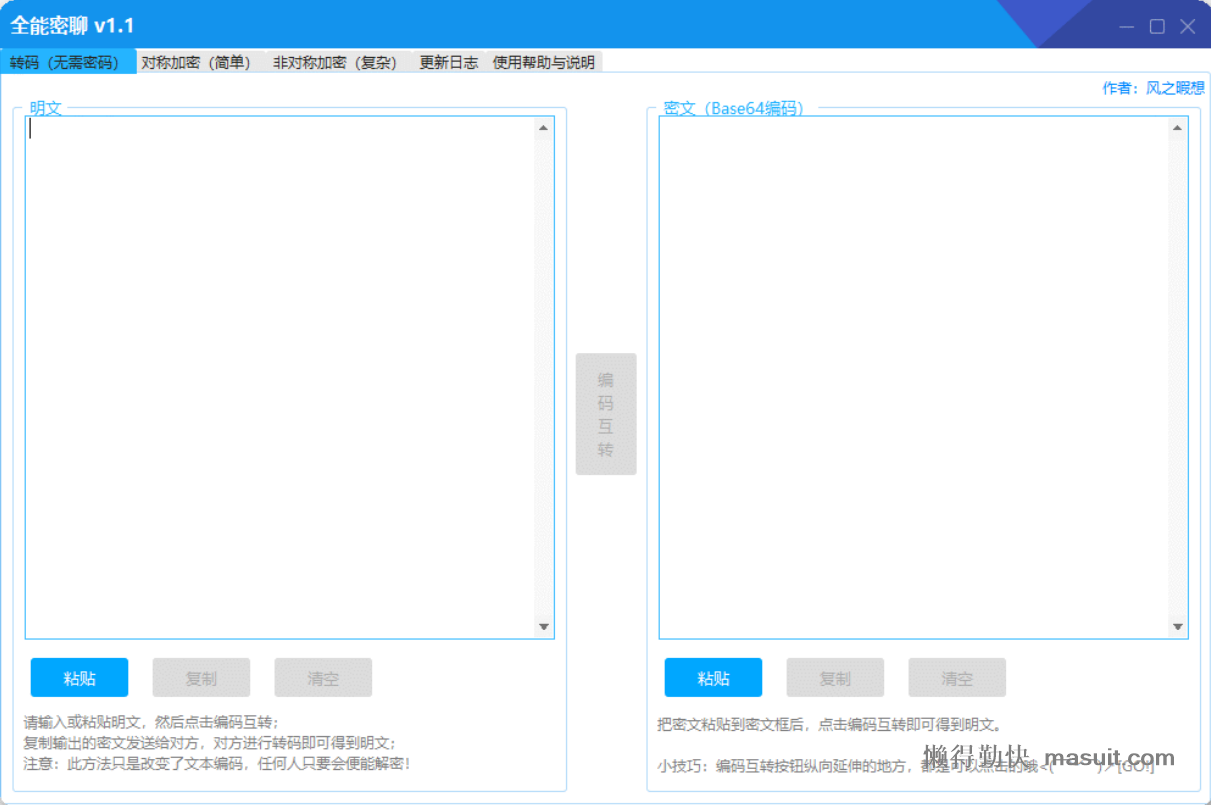 全能密聊 v1.1
转码（无需密码） 对称加密（简单） 非对称加密（复杂） 更新日志 使用帮助与说明
作者：风之暇想
明文
密文（Base64编码）
编
码
互
转
粘贴 复制 清空
粘贴 复制 清空
请输入或粘贴明文，然后点击编码互转；
复制输出的密文发送给对方，对方进行转码即可得到明文；
注意：此方法只是改变了文本编码，任何人只要会便能解密！
把密文粘贴到密文框后，点击编码互转即可得到明文。
小技巧：编码互转按钮纵向延伸的地方，都是可以点击的哦<( )↗[GO!]
懒得勤快_masuit.com